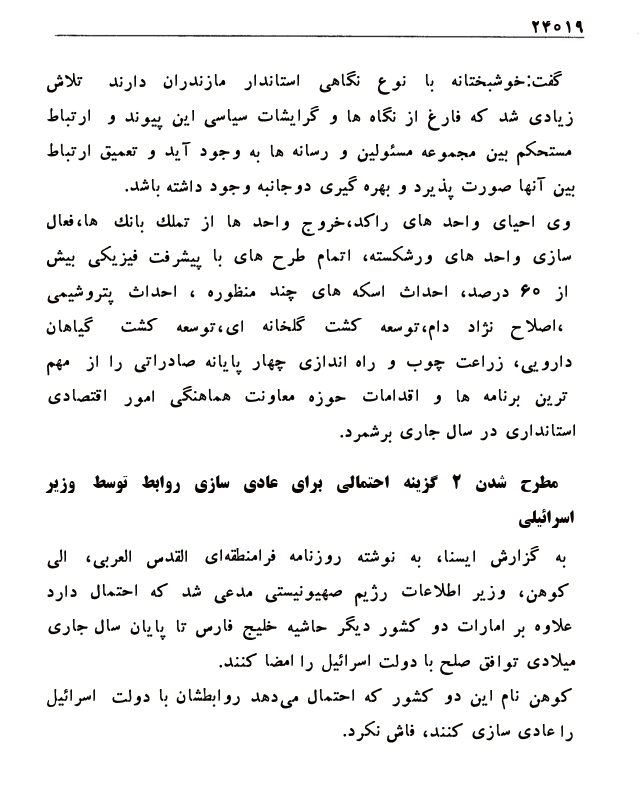 ۲۴۰۱۹
گفت:خوشبختانه با نوع نگاهی استاندار مازندران دارند تلاش
زیادی شد که فارغ از نگاه ها و گرایشات سیاسی این پیوند و ارتباط
مستحکم بین مجموعه مسئولین و رسانه ها به وجود آید و تعمیق ارتباط
بین آنها صورت پذیرد و بهره گیری دوجانبه وجود داشته باشد.
وی احیای واحد های راکد،خروج واحد ها از تملك بانك ها،فعال
سازی واحد های ورشکسته، اتمام طرح های با پیشرفت فیزیکی بیش
از ۶۰ درصد، احداث اسکه های چند منظوره ، احداث پتروشیمی
،اصلاح نژاد دام،توسعه کشت گلخانه ای،توسعه کشت گیاهان
دارویی، زراعت چوب و راه اندازی چهار پایانه صادراتی را از مهم
ترین برنامه ها و اقدامات حوزه معاونت هماهنگی امور اقتصادی
استانداری در سال جاری برشمرد.
مطرح شدن ۲ گزینه احتمالی برای عادی سازی روابط توسط وزیر
اسرائیلی
به گزارش ایسنا، به نوشته روزنامه فرامنطقه‌ای القدس العربی، الی
کوهن، وزیر اطلاعات رژیم صهیونیستی مدعی شد که احتمال دارد
علاوه بر امارات دو کشور دیگر حاشیه خلیج فارس تا پایان سال جاری
میلادی توافق صلح با دولت اسرائیل را امضا کنند.
کوهن نام این دو کشور که احتمال می‌دهد روابطشان با دولت اسرائیل
را عادی سازی کنند، فاش نکرد.